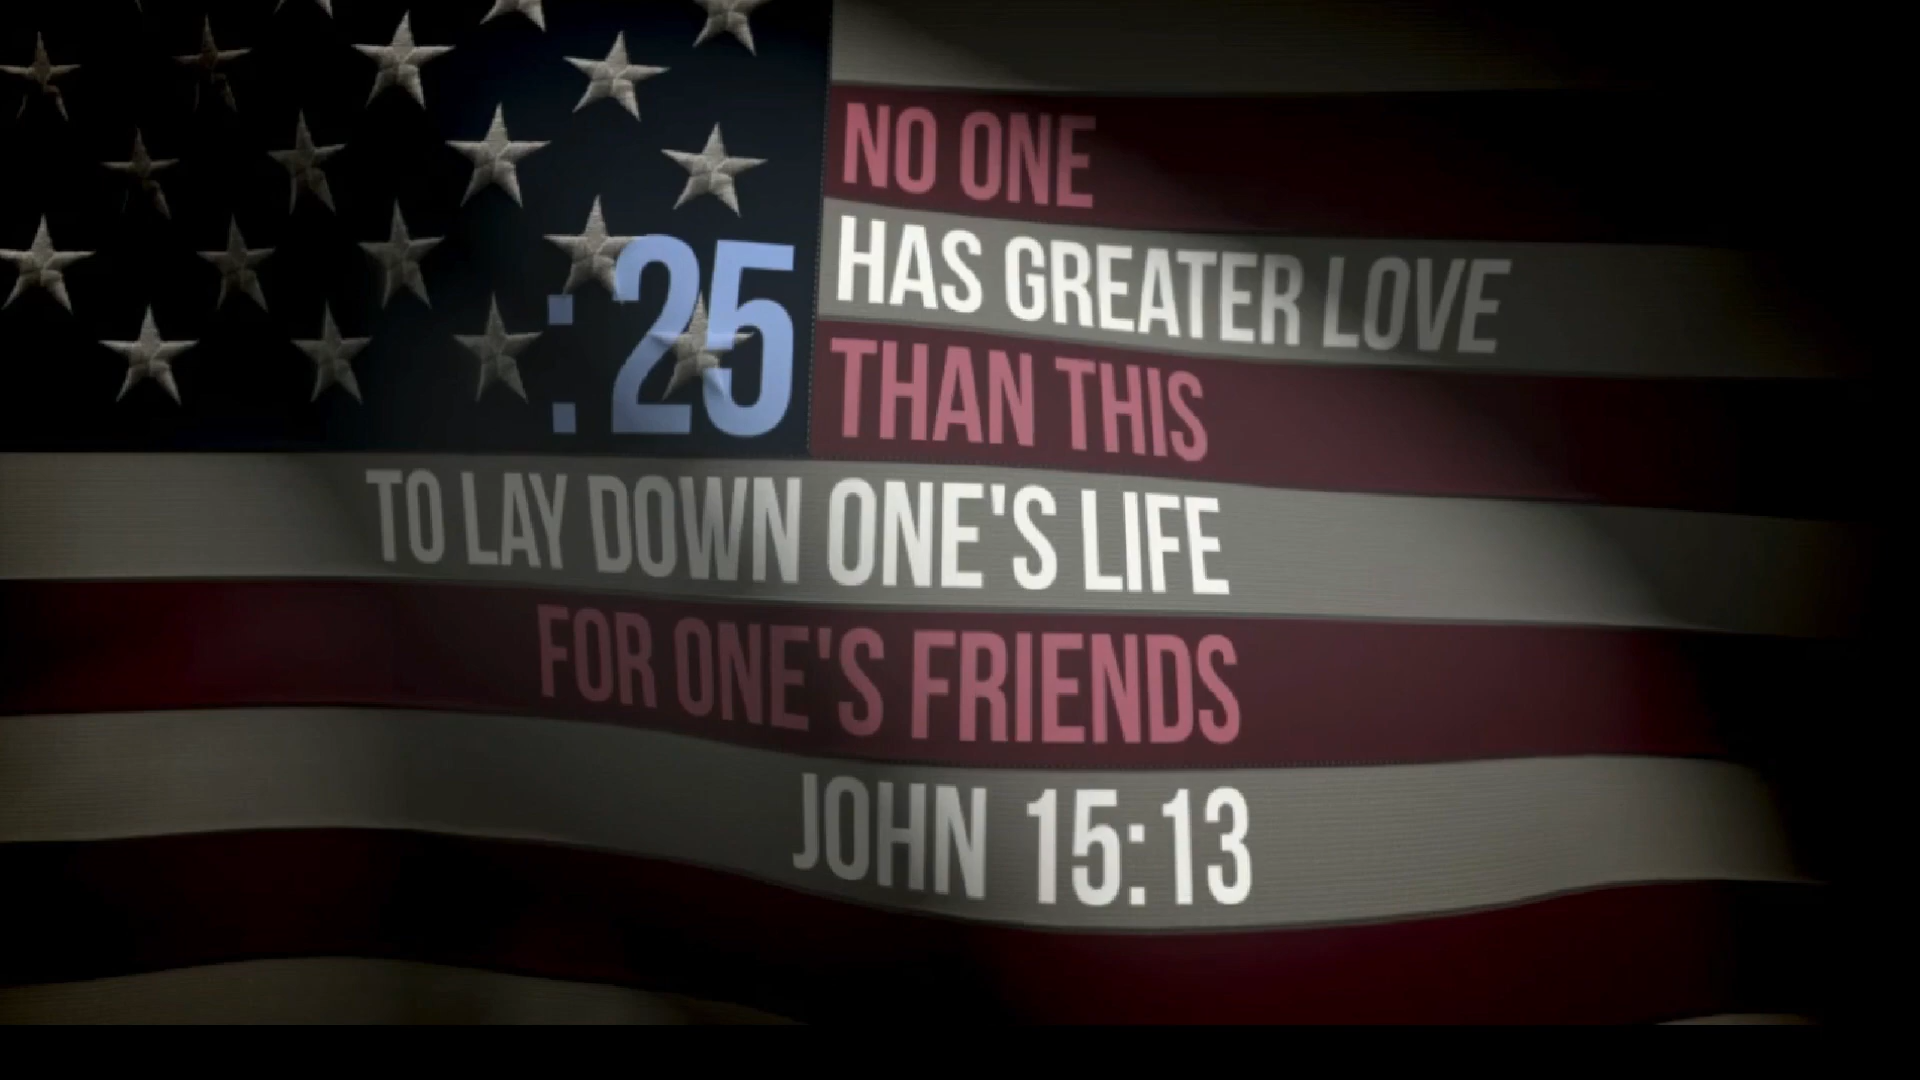 NO ONE
HAS GREATER LOVE
:25
THAN THIS
TO LAY DOWN ONE'S LIFE
FOR ONE'S FRIENDS
JOHN 15:13